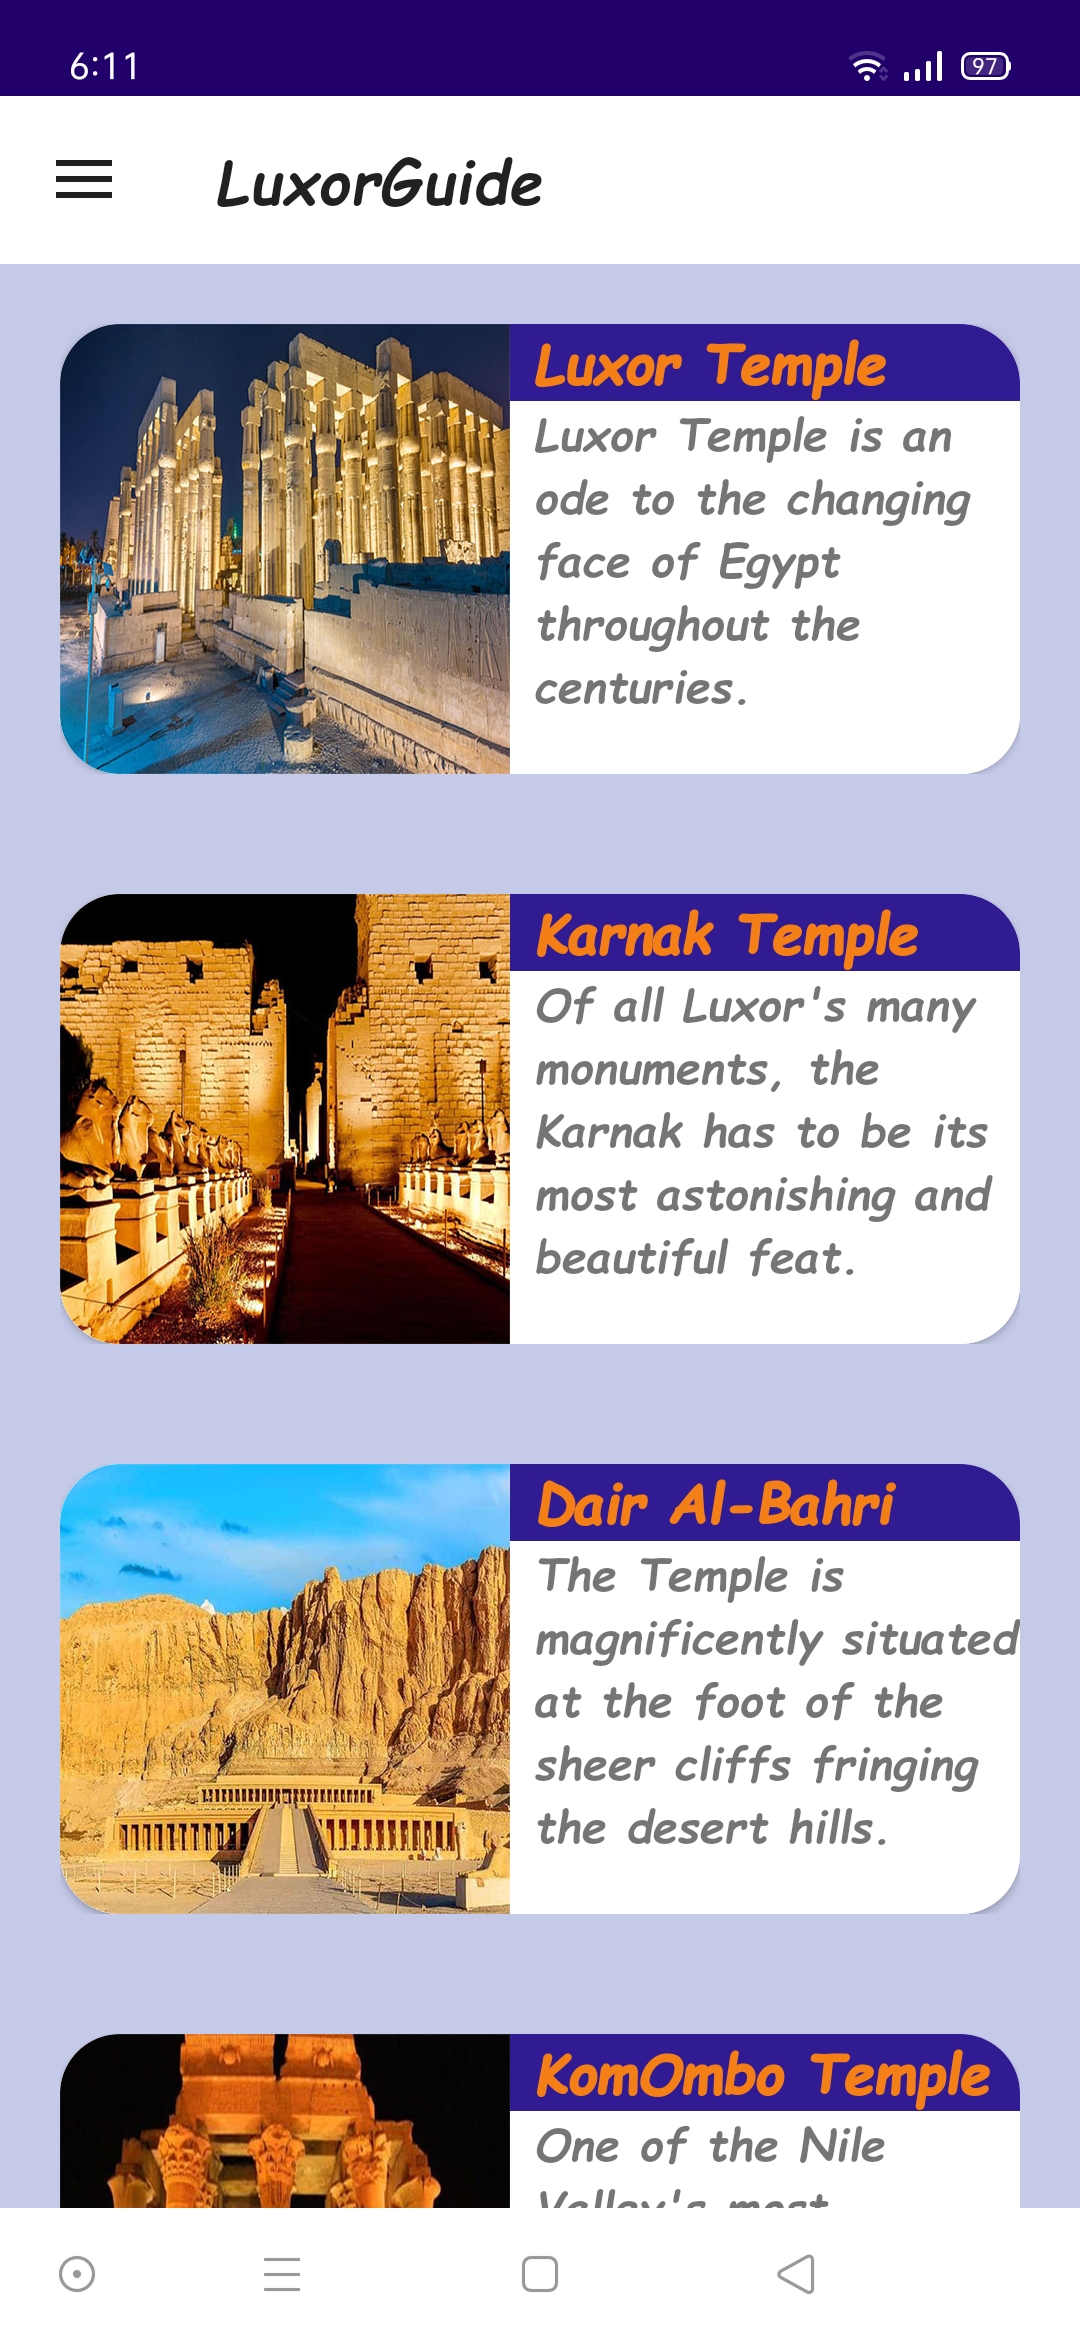 6:11
97
LuxorGuide
Luxor Temple
Luxor Temple is an
ode to the changing
face of Egypt
throughout the
centuries.
Karnak Temple
Of all Luxor's many
monuments, the
Karnak has to be its
most astonishing and
beautiful feat.
Dair Al-Bahri
The Temple is
magnificently situated
at the foot of the
sheer cliffs fringing
the desert hills.
KomOmbo Temple
One of the Nile
Valley's most